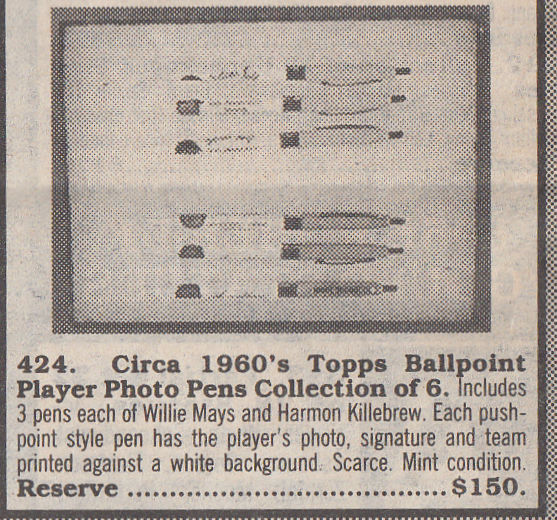 424. Circa 1960's Topps Ballpoint
Player Photo Pens Collection of 6. Includes
3 pens each of Willie Mays and Harmon Killebrew. Each push-
point style pen has the player's photo, signature and team
printed against a white background. Scarce. Mint condition.
Reserve ........................................ $150.